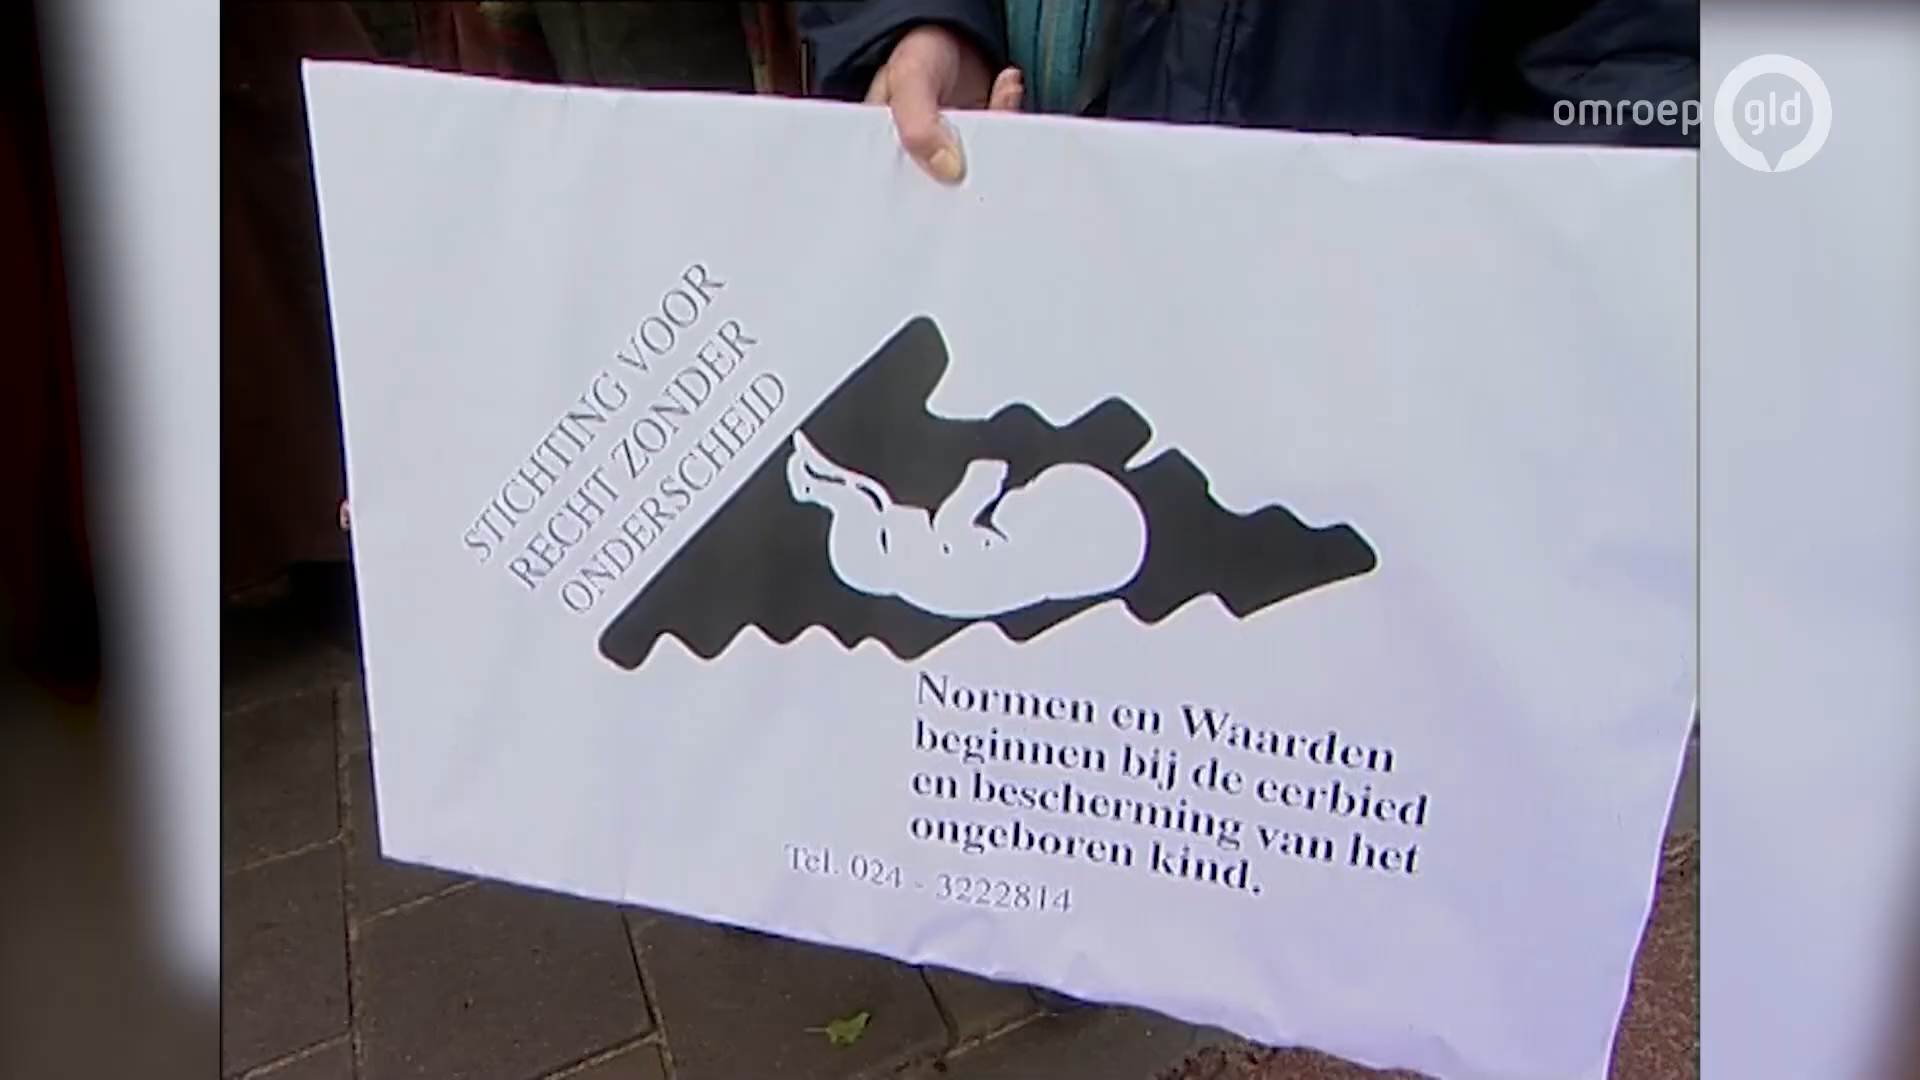 omroep gld
STICHTING VOOR
RECHT ZONDER
ONDERSCHEID
Normen en Waarden
beginnen bij de eerbied
en bescherming van het
ongeboren kind.
Tel. 024 - 3222814